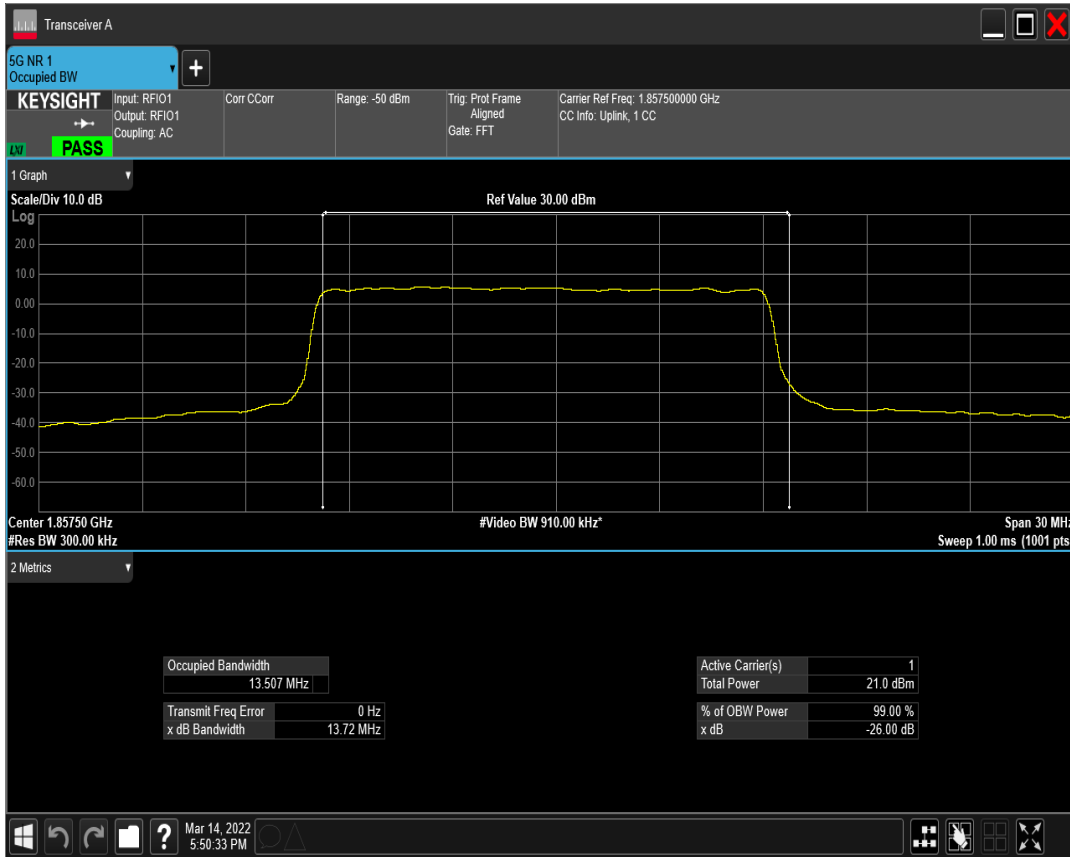 Transceiver A
5G NR 1
Occupied BW
KEYSIGHT
LXI
PASS
Input: RFIO1
Output: RFIO1
Coupling: AC
Corr CCorr
Range: -50 dBm
Trig: Prot Frame
Aligned
Gate: FFT
Carrier Ref Freq: 1.857500000 GHz
CC Info: Uplink, 1 CC
1 Graph
Scale/Div 10.0 dB
Ref Value 30.00 dBm
Log
20.0
10.0
0.00
-10.0
-20.0
-30.0
-40.0
-50.0
-60.0
Center 1.85750 GHz
#Video BW 910.00 kHz*
Span 30 MHz
#Res BW 300.00 kHz
Sweep 1.00 ms (1001 pts
2 Metrics
Occupied Bandwidth
13.507 MHz
Transmit Freq Error 0 Hz
x dB Bandwidth 13.72 MHz
Active Carrier(s) 1
Total Power 21.0 dBm
% of OBW Power 99.00 %
x dB -26.00 dB
?
Mar 14, 2022
5:50:33 PM